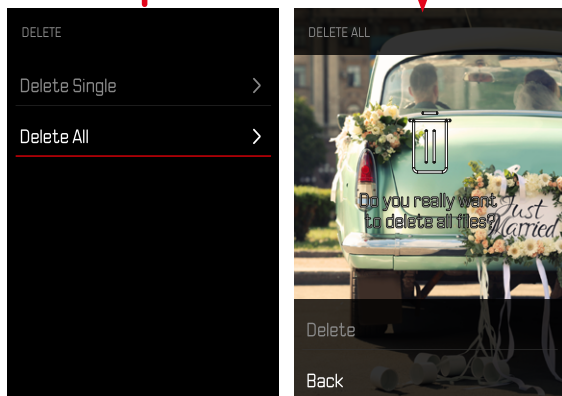 DELETE
Delete Single
Delete All
DELETE ALL
Do you really want
to delete all files?
Just
Married
Delete
Back